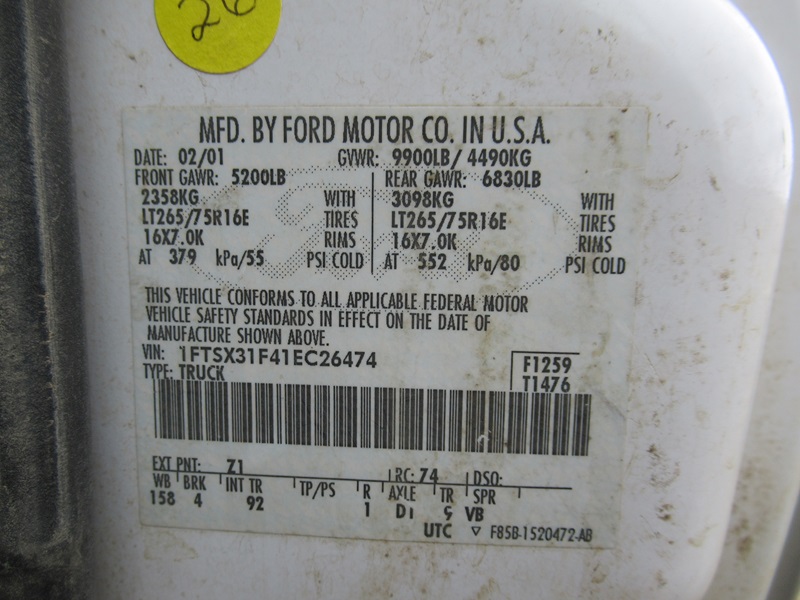 26
MFD. BY FORD MOTOR CO. IN U.S.A.
DATE: 02/01 GVWR: 9900LB/ 4490KG
FRONT GAWR: 5200LB REAR GAWR: 6830LB
2358KG WITH 3098KG WITH
LT265/75R16E TIRES LT265/75R16E TIRES
16X7.0K RIMS 16X7.0K RIMS
AT 379 kPa/55 PSI COLD AT 552 kPa/80 PSI COLD
THIS VEHICLE CONFORMS TO ALL APPLICABLE FEDERAL MOTOR
VEHICLE SAFETY STANDARDS IN EFFECT ON THE DATE OF
MANUFACTURE SHOWN ABOVE.
VIN: 1FTSX31F41EC26474 F1259
TYPE: TRUCK T1476
EXT PNT: Z1 RC: 74 DSO:
WB BRK INT TR TP/PS R AXLE TR SPR
158 4 92 1 D1 VB
UTC ▽ F85B-1520472-AB